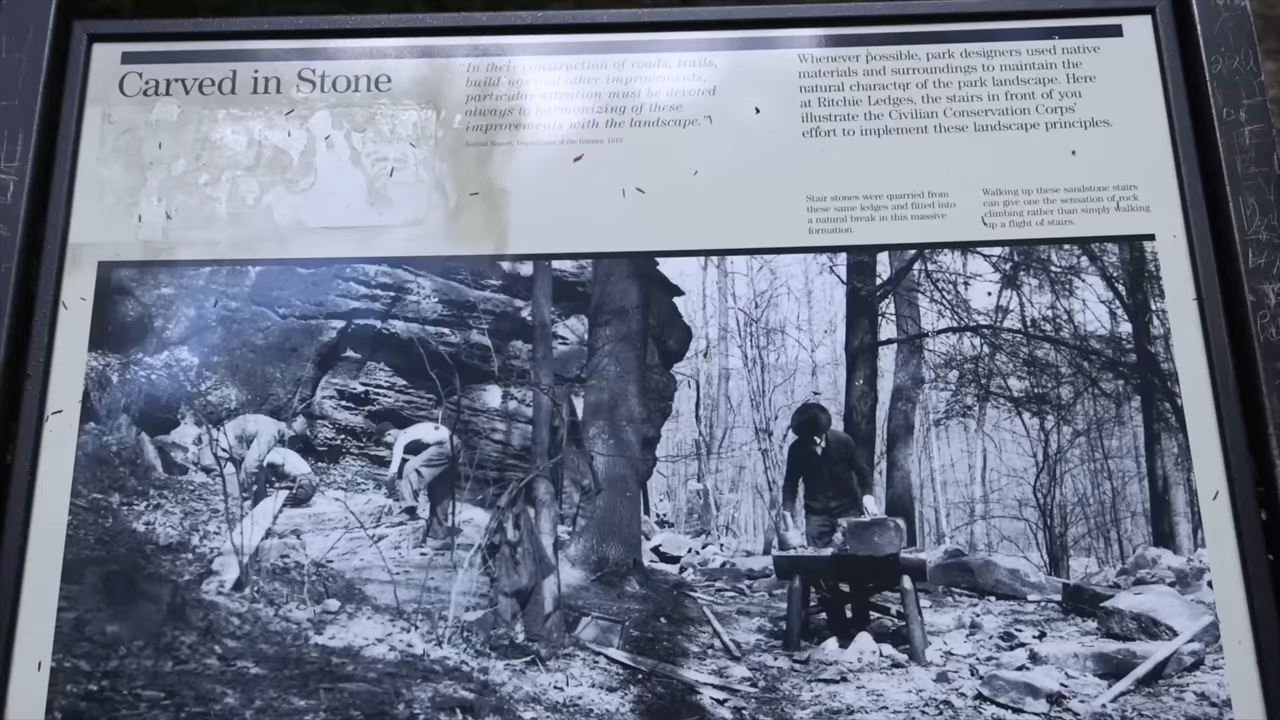 Carved in Stone
"In their construction of roads, trails,
buildings and other improvements,
particular attention must be devoted
always to harmonizing of these
improvements with the landscape."
Annual Report, Department of the Interior 1919
Whenever possible, park designers used native
materials and surroundings to maintain the
natural character of the park landscape. Here
at Ritchie Ledges, the stairs in front of you
illustrate the Civilian Conservation Corps'
effort to implement these landscape principles.
Stair stones were quarried from
these same ledges and fitted into
a natural break in this massive
formation.
Walking up these sandstone stairs
can give one the sensation of rock
climbing rather than simply walking
up a flight of stairs.